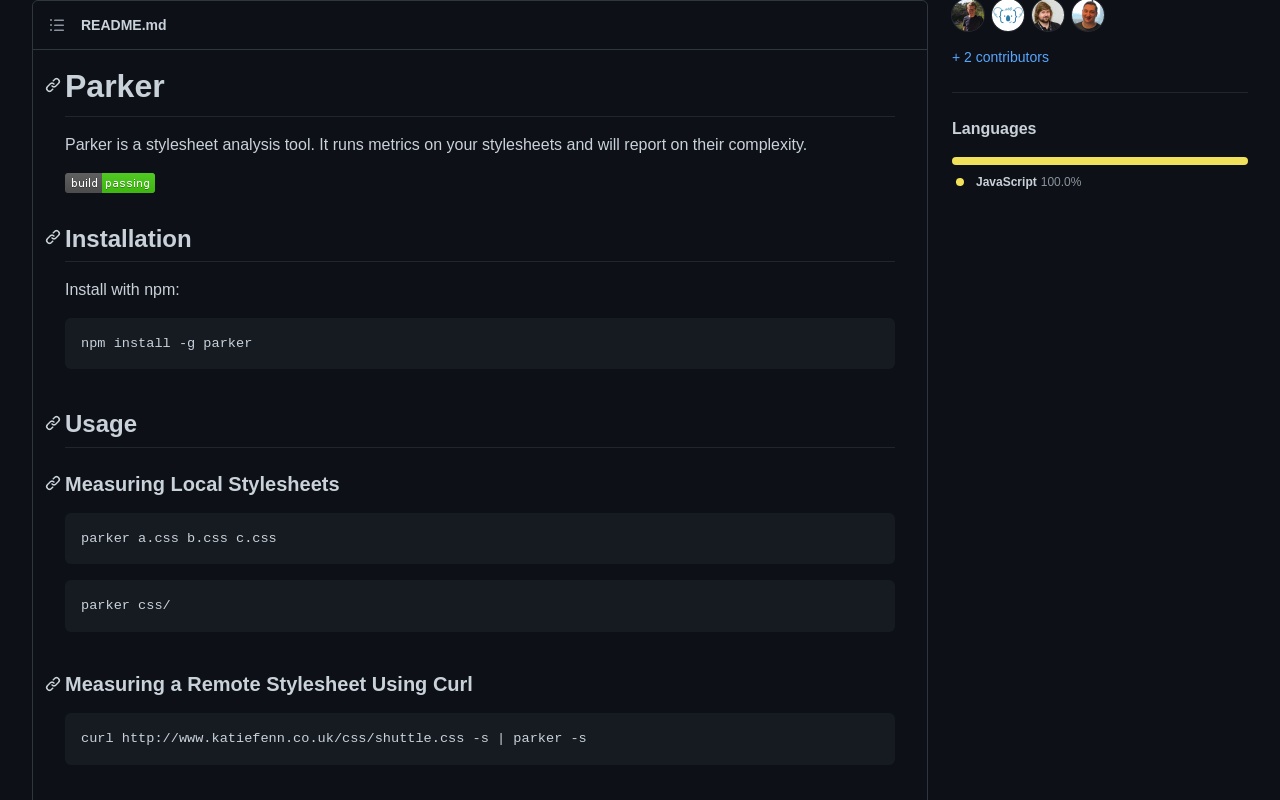 README.md
Parker
Parker is a stylesheet analysis tool. It runs metrics on your stylesheets and will report on their complexity.
build passing
Installation
Install with npm:
npm install -g parker
Usage
Measuring Local Stylesheets
parker a.css b.css c.css
parker css/
Measuring a Remote Stylesheet Using Curl
curl http://www.katiefenn.co.uk/css/shuttle.css -s | parker -s
+ 2 contributors
Languages
JavaScript 100.0%